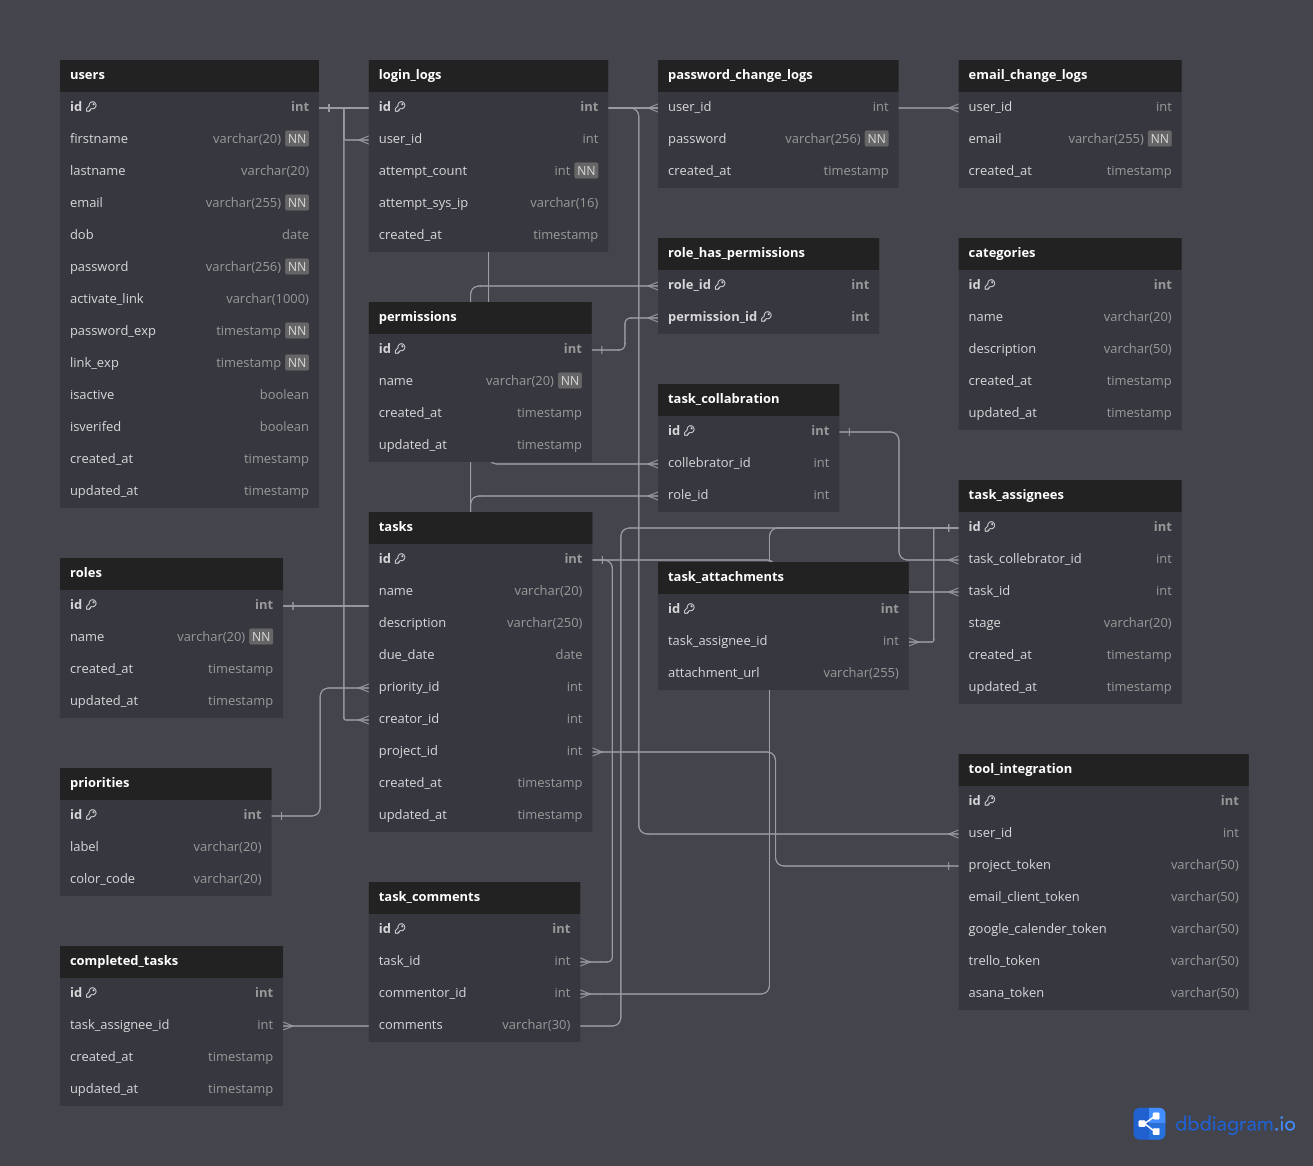 users
id int
firstname varchar(20) NN
lastname varchar(20)
email varchar(255) NN
dob date
password varchar(256) NN
activate_link varchar(1000)
password_exp timestamp NN
link_exp timestamp NN
isactive boolean
isverifed boolean
created_at timestamp
updated_at timestamp
login_logs
id int
user_id int
attempt_count int NN
attempt_sys_ip varchar(16)
created_at timestamp
password_change_logs
user_id int
password varchar(256) NN
created_at timestamp
email_change_logs
user_id int
email varchar(255) NN
created_at timestamp
role_has_permissions
role_id int
permission_id int
categories
id int
name varchar(20)
description varchar(50)
created_at timestamp
updated_at timestamp
permissions
id int
name varchar(20) NN
created_at timestamp
updated_at timestamp
task_collabration
id int
collebrator_id int
role_id int
task_assignees
id int
task_collebrator_id int
task_id int
stage varchar(20)
created_at timestamp
updated_at timestamp
tasks
id int
name varchar(20)
description varchar(250)
due_date date
priority_id int
creator_id int
project_id int
created_at timestamp
updated_at timestamp
task_attachments
id int
task_assignee_id int
attachment_url varchar(255)
roles
id int
name varchar(20) NN
created_at timestamp
updated_at timestamp
priorities
id int
label varchar(20)
color_code varchar(20)
tool_integration
id int
user_id int
project_token varchar(50)
email_client_token varchar(50)
google_calender_token varchar(50)
trello_token varchar(50)
asana_token varchar(50)
task_comments
id int
task_id int
commentor_id int
comments varchar(30)
completed_tasks
id int
task_assignee_id int
created_at timestamp
updated_at timestamp
dbdiagram.io